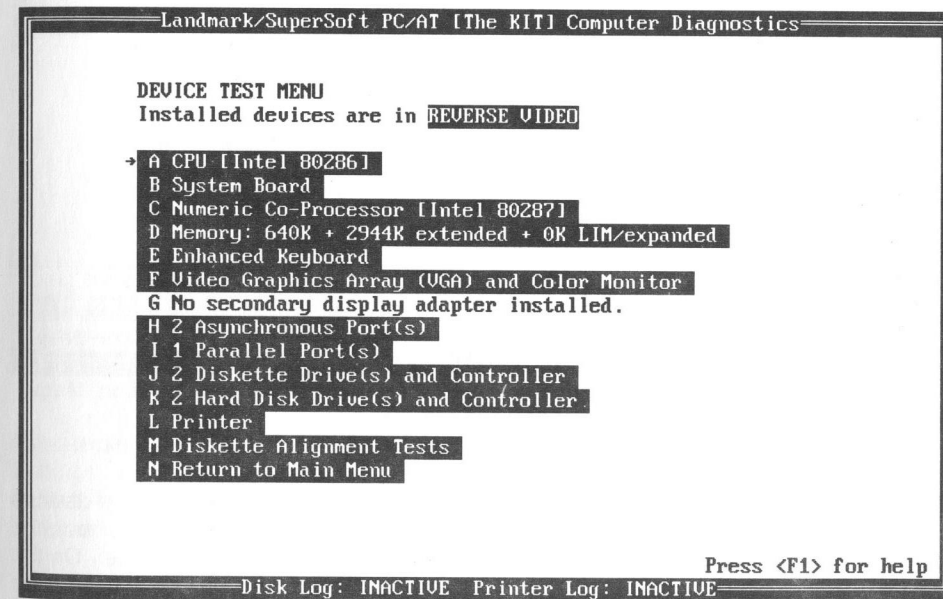 Landmark/SuperSoft PC/AT [The KIT] Computer Diagnostics
DEVICE TEST MENU
Installed devices are in REVERSE VIDEO
→ A CPU [Intel 80286]
B System Board
C Numeric Co-Processor [Intel 80287]
D Memory: 640K + 2944K extended + 0K LIM/expanded
E Enhanced Keyboard
F Video Graphics Array (VGA) and Color Monitor
G No secondary display adapter installed.
H 2 Asynchronous Port(s)
I 1 Parallel Port(s)
J 2 Diskette Drive(s) and Controller
K 2 Hard Disk Drive(s) and Controller
L Printer
M Diskette Alignment Tests
N Return to Main Menu
Press <F1> for help
Disk Log: INACTIVE Printer Log: INACTIVE